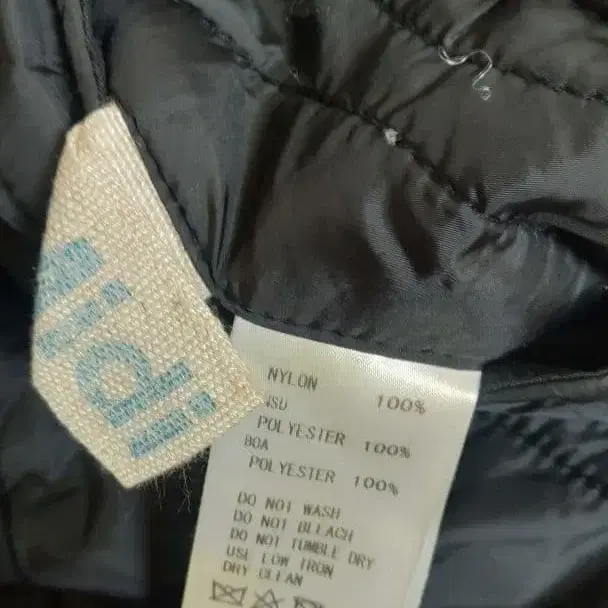 lidi
NYLON 100%
POLYESTER 100%
BOA
POLYESTER 100%
DO NOT WASH
DO NOT BLEACH
DO NOT TUMBLE DRY
USE LOW IRON
DRY CLEAN